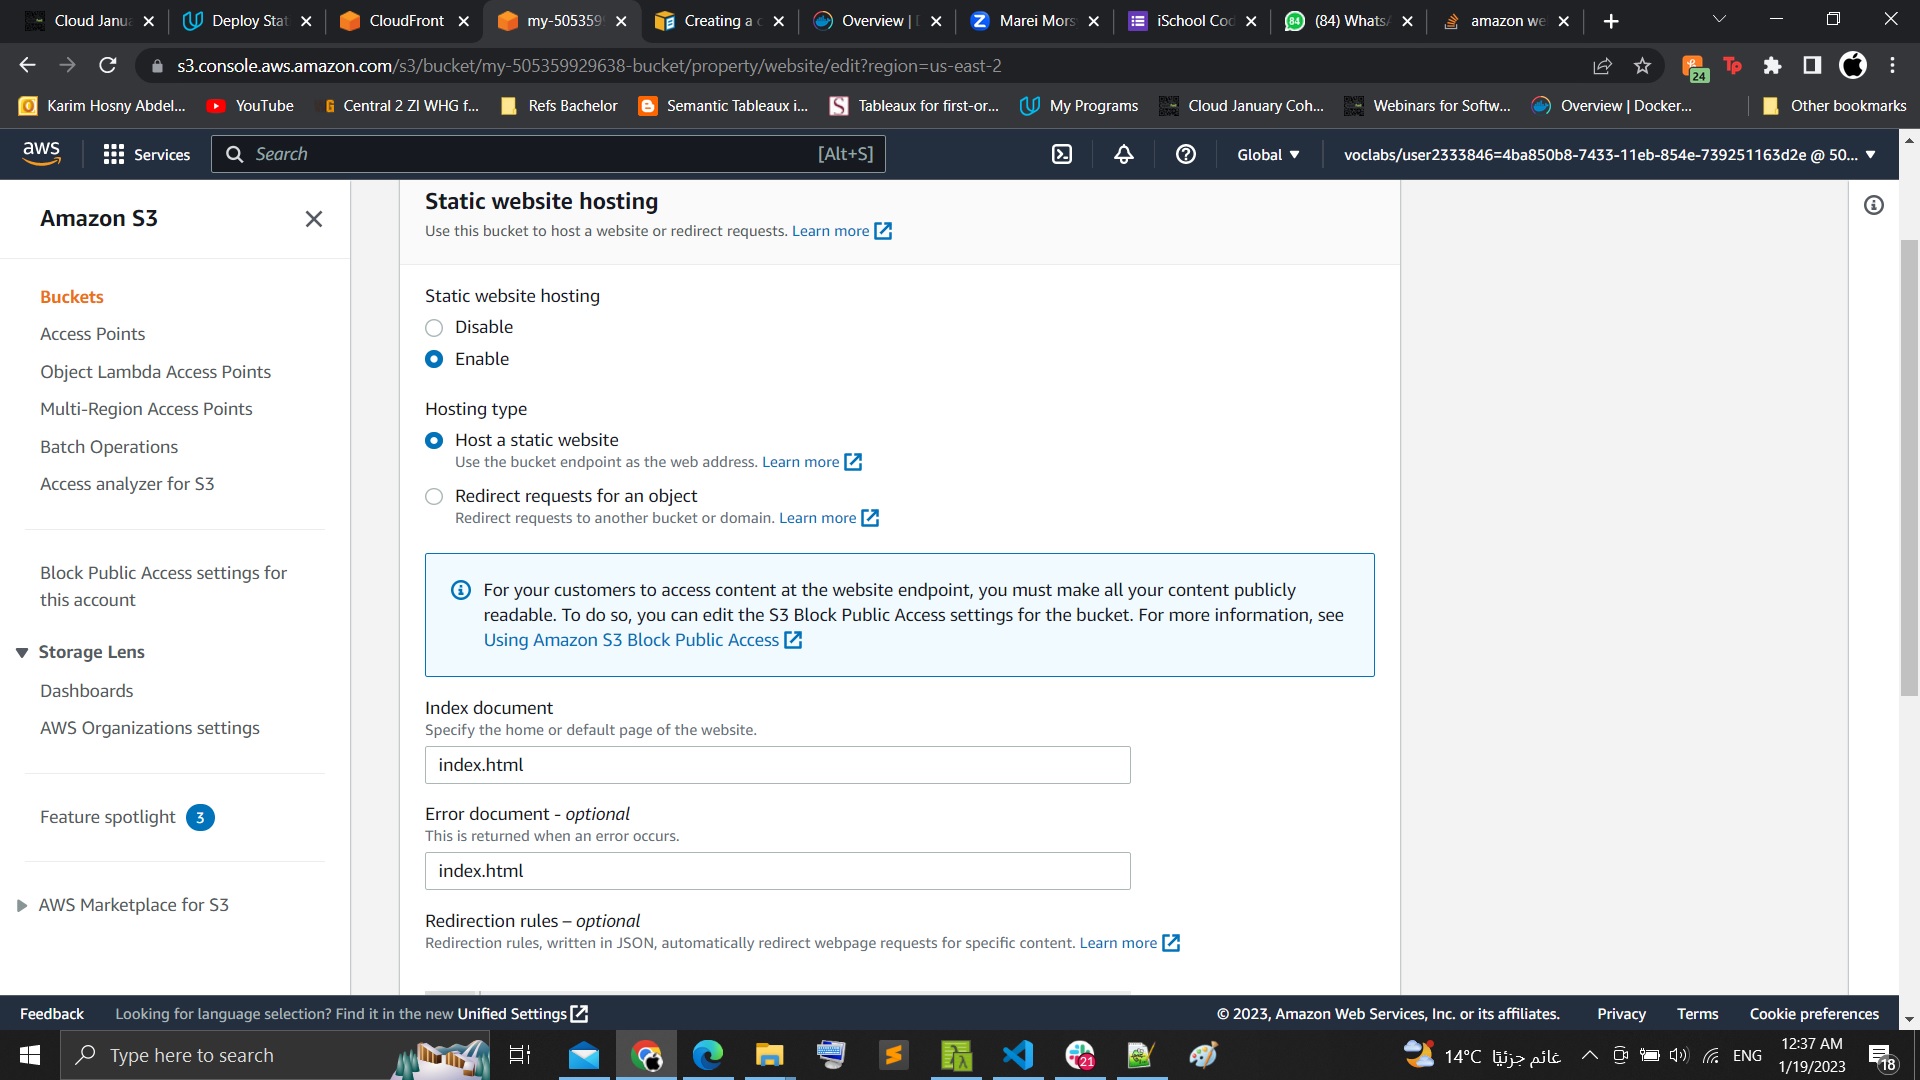 Cloud Janua
Deploy Stat
CloudFront
my-5053599
Creating a c
Overview | D
Marei Mors
iSchool Cod
(84) WhatsA
amazon we
s3.console.aws.amazon.com/s3/bucket/my-505359929638-bucket/property/website/edit?region=us-east-2
24
Karim Hosny Abdel...
YouTube
Central 2 ZI WHG f...
Refs Bachelor
Semantic Tableaux i...
Tableaux for first-or...
My Programs
Cloud January Coh...
Webinars for Softw...
Overview | Docker...
Other bookmarks
aws
Services
Search
[Alt+S]
Global
voclabs/user2333846=4ba850b8-7433-11eb-854e-739251163d2e @ 50...
Amazon S3
Buckets
Access Points
Object Lambda Access Points
Multi-Region Access Points
Batch Operations
Access analyzer for S3
Block Public Access settings for
this account
Storage Lens
Dashboards
AWS Organizations settings
Feature spotlight 3
AWS Marketplace for S3
Static website hosting
Use this bucket to host a website or redirect requests. Learn more
Static website hosting
Disable
Enable
Hosting type
Host a static website
Use the bucket endpoint as the web address. Learn more
Redirect requests for an object
Redirect requests to another bucket or domain. Learn more
For your customers to access content at the website endpoint, you must make all your content publicly
readable. To do so, you can edit the S3 Block Public Access settings for the bucket. For more information, see
Using Amazon S3 Block Public Access
Index document
Specify the home or default page of the website.
index.html
Error document - optional
This is returned when an error occurs.
index.html
Redirection rules – optional
Redirection rules, written in JSON, automatically redirect webpage requests for specific content. Learn more
Feedback
Looking for language selection? Find it in the new Unified Settings
© 2023, Amazon Web Services, Inc. or its affiliates.
Privacy
Terms
Cookie preferences
Type here to search
21
14°C غائم جزئيًا
ENG
12:37 AM
1/19/2023
18